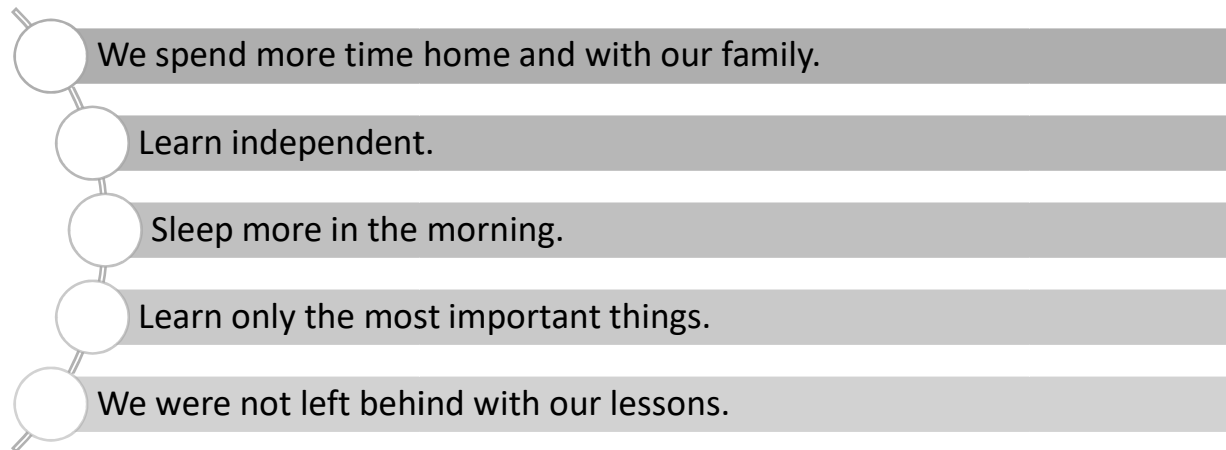 We spend more time home and with our family.
Learn independent.
Sleep more in the morning.
Learn only the most important things.
We were not left behind with our lessons.